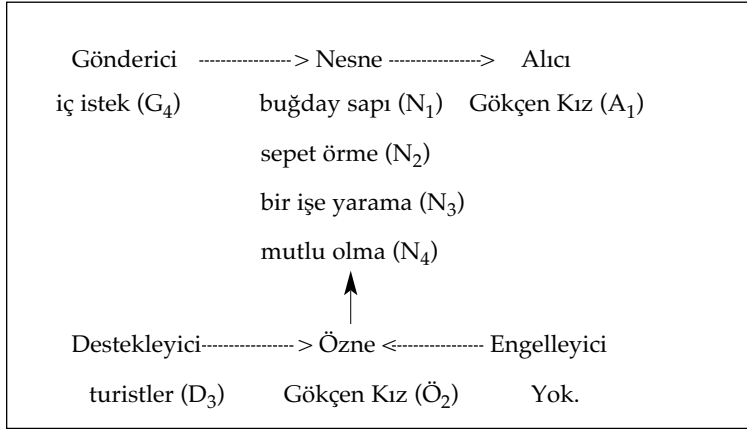 Gönderici ----------------> Nesne ----------------> Alıcı
iç istek (G₄) buğday sapı (N₁) Gökçen Kız (A₁)
sepet örme (N₂)
bir işe yarama (N₃)
mutlu olma (N₄)
Destekleyici----------------> Özne <---------------- Engelleyici
turistler (D₃) Gökçen Kız (Ö₂) Yok.